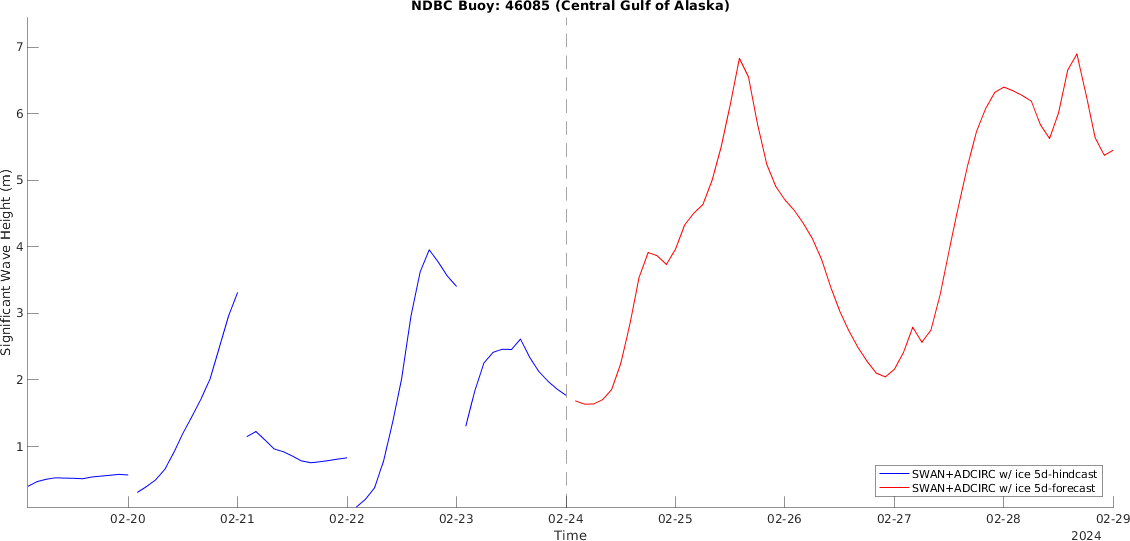 NDBC Buoy: 46085 (Central Gulf of Alaska)
Significant Wave Height (m)
7
6
5
4
3
2
1
SWAN+ADCIRC w/ ice 5d-hindcast
SWAN+ADCIRC w/ ice 5d-forecast
02-20 02-21 02-22 02-23 02-24 02-25 02-26 02-27 02-28 02-29
Time
2024